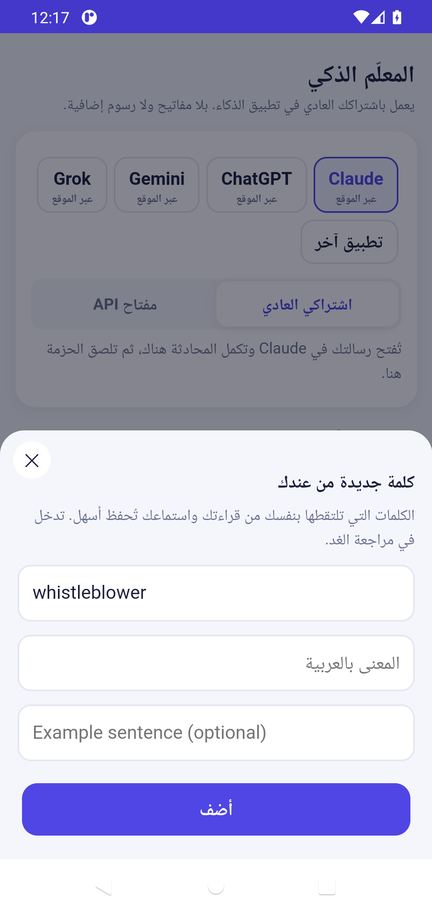 12:17
المعلّم الذكي
يعمل باشتراكك العادي في تطبيق الذكاء. بلا مفاتيح ولا رسوم إضافية.
Claude
عبر الموقع
ChatGPT
عبر الموقع
Gemini
عبر الموقع
Grok
عبر الموقع
تطبيق آخر
اشتراكي العادي
مفتاح API
تُفتح رسالتك في Claude وتكمل المحادثة هناك، ثم تلصق الحزمة
هنا.
كلمة جديدة من عندك
الكلمات التي تلتقطها بنفسك من قراءتك واستماعك تُحفظ أسهل. تدخل
في مراجعة الغد.
whistleblower
المعنى بالعربية
Example sentence (optional)
أضف